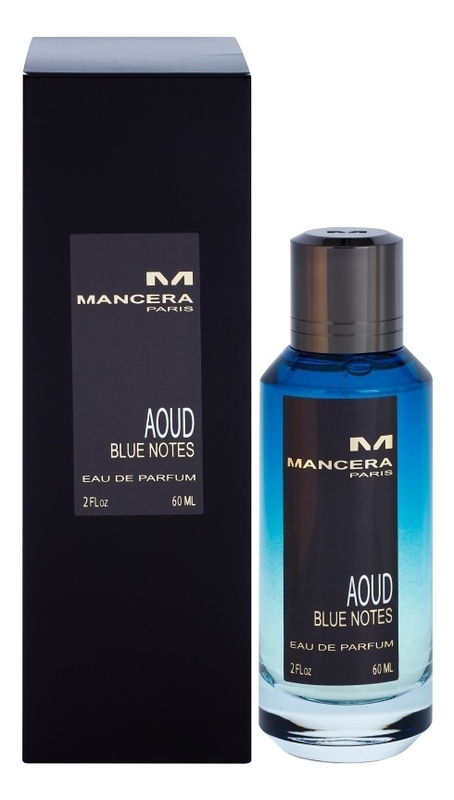 M
MANCERA
PARIS
AOUD
BLUE NOTES
EAU DE PARFUM
2 FLoz 60 ML
M
MANCERA
PARIS
AOUD
BLUE NOTES
EAU DE PARFUM
2 FLoz 60 ML